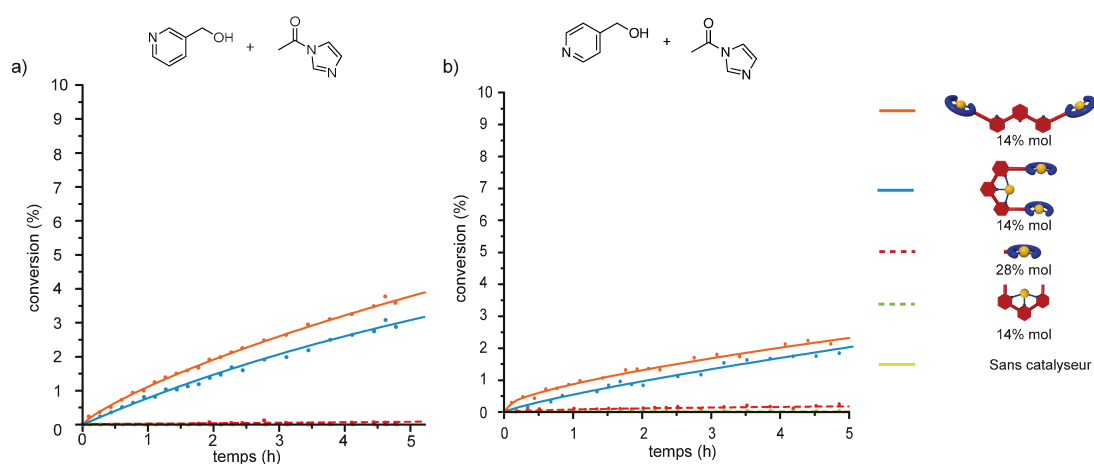 N
OH
+
O
N
N
N
OH
+
O
N
N
a)
b)
conversion (%)
10
9
8
7
6
5
4
3
2
1
0
0 1 2 3 4 5
temps (h)
conversion (%)
10
9
8
7
6
5
4
3
2
1
0
0 1 2 3 4 5
temps (h)
14% mol
14% mol
28% mol
14% mol
Sans catalyseur